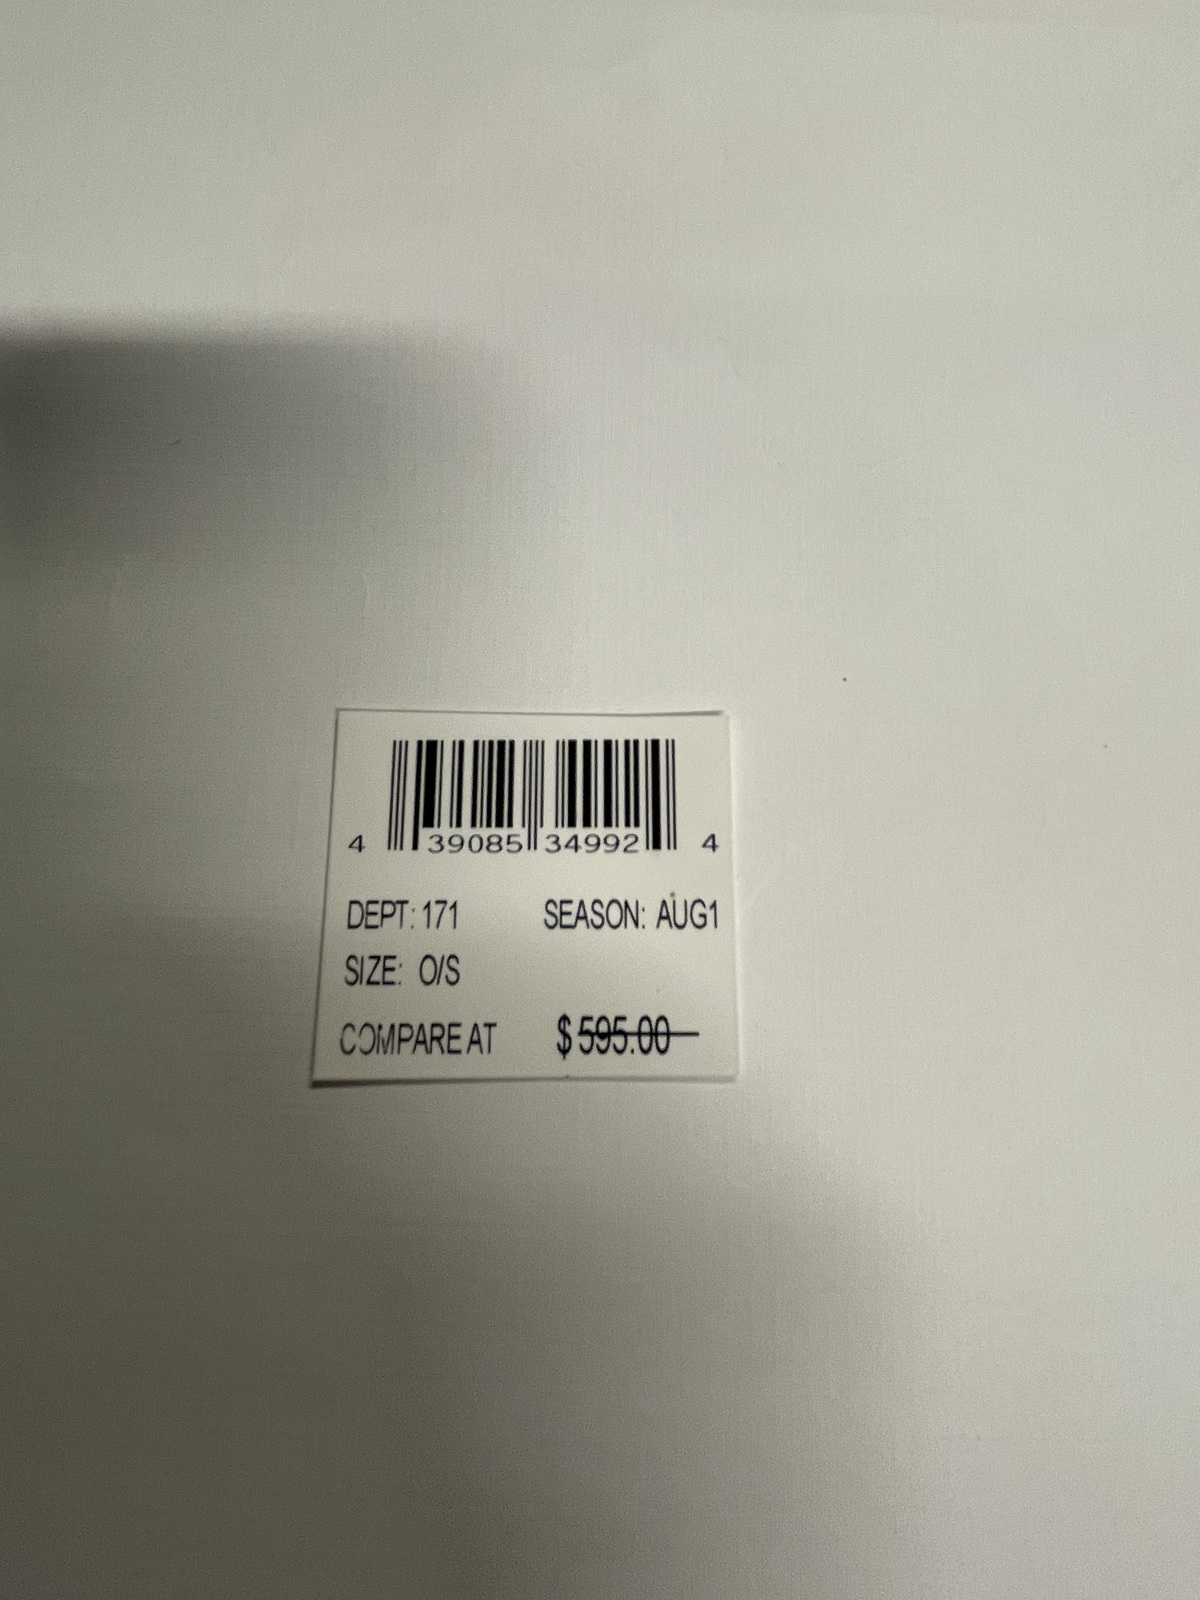 4 39085 34992 4
DEPT: 171 SEASON: AUG1
SIZE: O/S
COMPARE AT $595.00